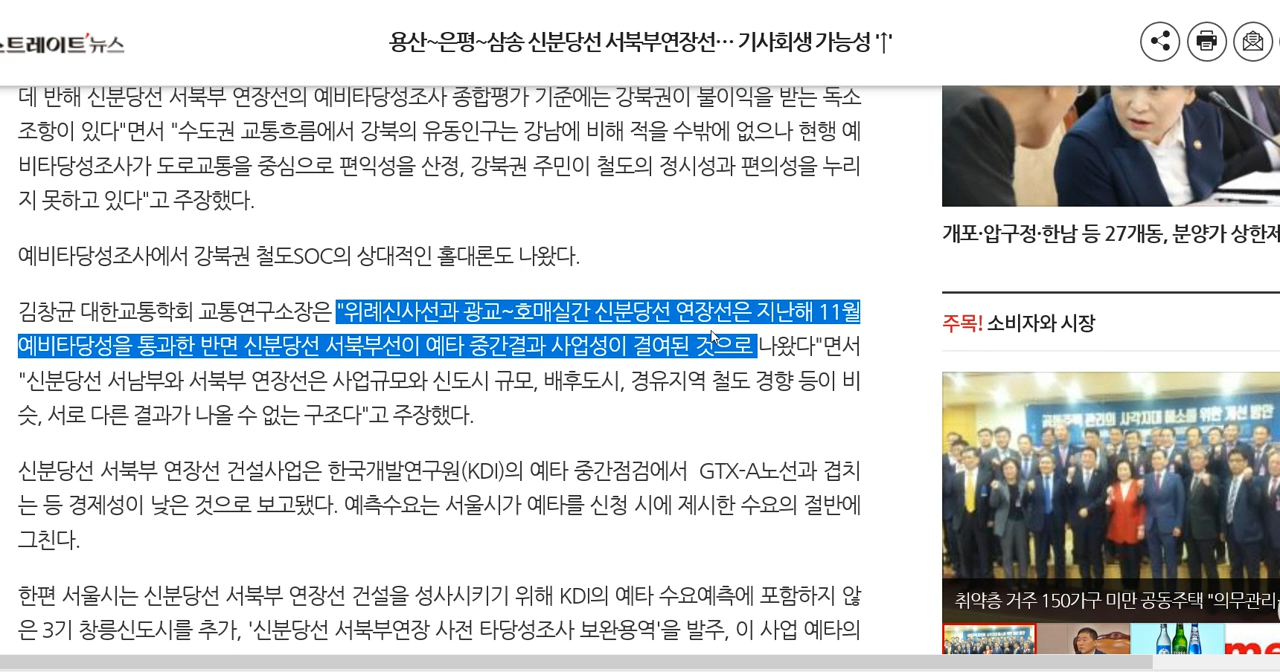 스트레이트뉴스
용산~은평~삼송 신분당선 서북부연장선… 기사회생 가능성 '↑'
데 반해 신분당선 서북부 연장선의 예비타당성조사 종합평가 기준에는 강북권이 불이익을 받는 독소
조항이 있다"면서 "수도권 교통흐름에서 강북의 유동인구는 강남에 비해 적을 수밖에 없으나 현행 예
비타당성조사가 도로교통을 중심으로 편익성을 산정, 강북권 주민이 철도의 정시성과 편의성을 누리
지 못하고 있다"고 주장했다.
예비타당성조사에서 강북권 철도SOC의 상대적인 홀대론도 나왔다.
김창균 대한교통학회 교통연구소장은 "위례신사선과 광교~호매실간 신분당선 연장선은 지난해 11월
예비타당성을 통과한 반면 신분당선 서북부선이 예타 중간결과 사업성이 결여된 것으로 나왔다"면서
"신분당선 서남부와 서북부 연장선은 사업규모와 신도시 규모, 배후도시, 경유지역 철도 경향 등이 비
슷, 서로 다른 결과가 나올 수 없는 구조다"고 주장했다.
신분당선 서북부 연장선 건설사업은 한국개발연구원(KDI)의 예타 중간점검에서 GTX-A노선과 겹치
는 등 경제성이 낮은 것으로 보고됐다. 예측수요는 서울시가 예타를 신청 시에 제시한 수요의 절반에
그친다.
한편 서울시는 신분당선 서북부 연장선 건설을 성사시키기 위해 KDI의 예타 수요예측에 포함하지 않
은 3기 창릉신도시를 추가, '신분당선 서북부연장 사전 타당성조사 보완용역'을 발주, 이 사업 예타의
개포·압구정·한남 등 27개동, 분양가 상한제
주목! 소비자와 시장
공동주택 관리의 사각지대 해소를 위한 개선 방안
취약층 거주 150가구 미만 공동주택 "의무관리
me